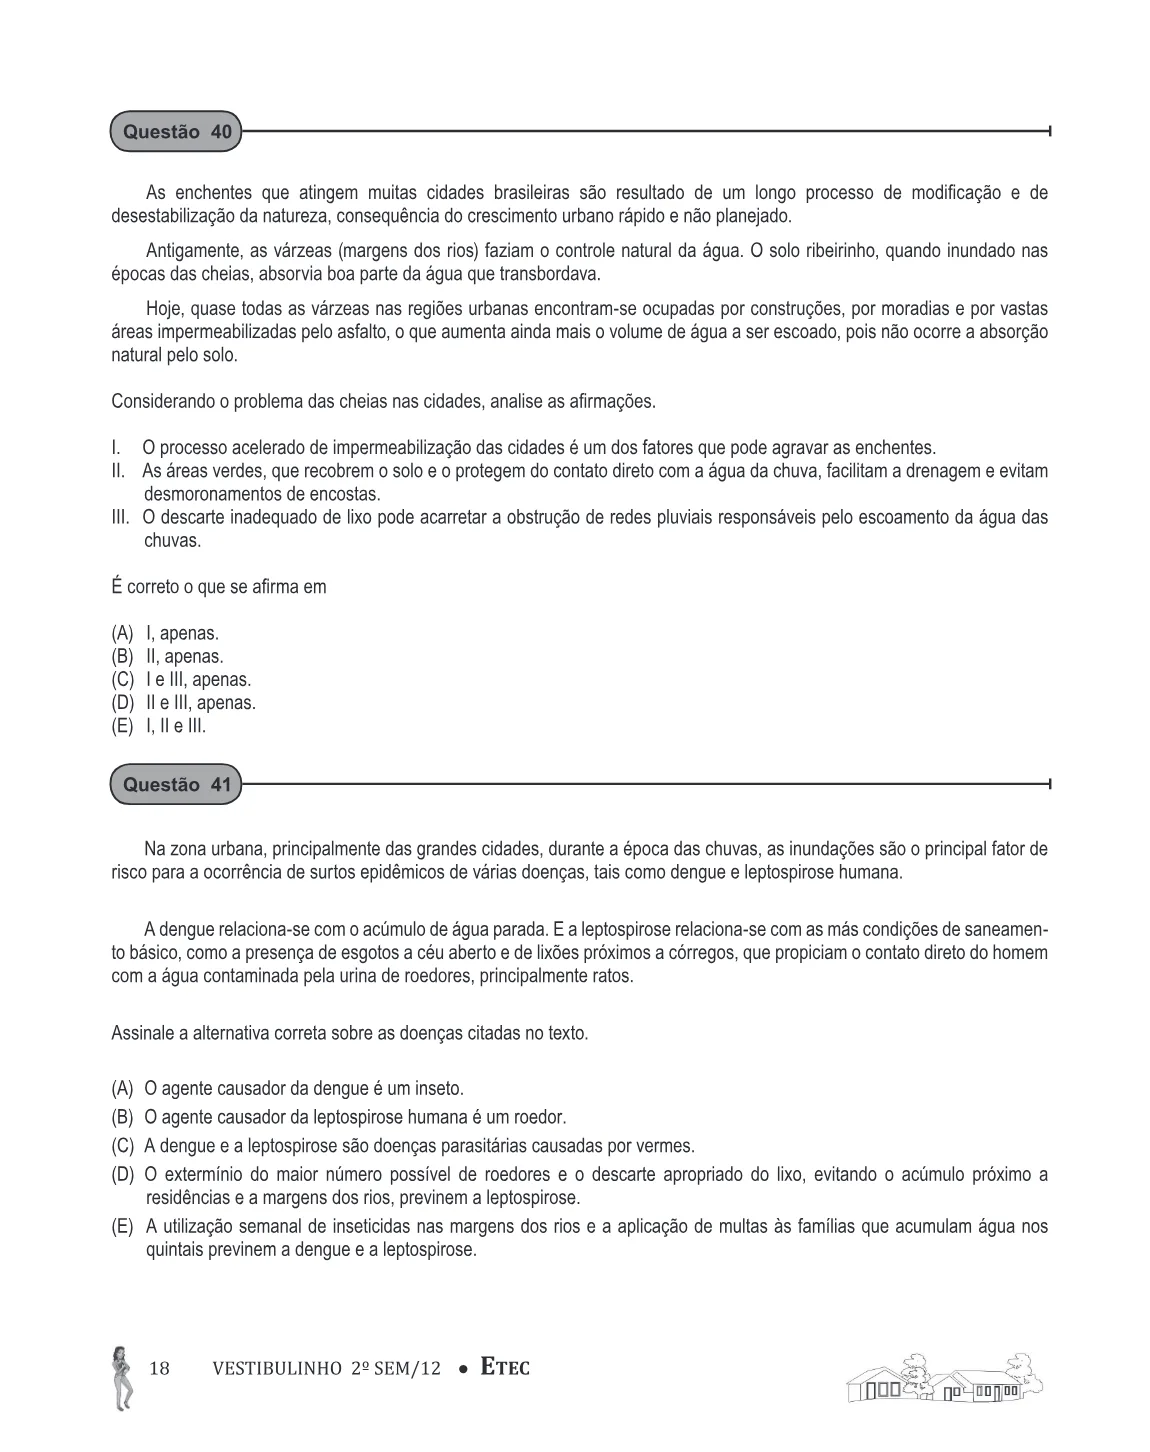 Questão 40
As enchentes que atingem muitas cidades brasileiras são resultado de um longo processo de modificação e de
desestabilização da natureza, consequência do crescimento urbano rápido e não planejado.
Antigamente, as várzeas (margens dos rios) faziam o controle natural da água. O solo ribeirinho, quando inundado nas
épocas das cheias, absorvia boa parte da água que transbordava.
Hoje, quase todas as várzeas nas regiões urbanas encontram-se ocupadas por construções, por moradias e por vastas
áreas impermeabilizadas pelo asfalto, o que aumenta ainda mais o volume de água a ser escoado, pois não ocorre a absorção
natural pelo solo.
Considerando o problema das cheias nas cidades, analise as afirmações.
I. O processo acelerado de impermeabilização das cidades é um dos fatores que pode agravar as enchentes.
II. As áreas verdes, que recobrem o solo e o protegem do contato direto com a água da chuva, facilitam a drenagem e evitam
desmoronamentos de encostas.
III. O descarte inadequado de lixo pode acarretar a obstrução de redes pluviais responsáveis pelo escoamento da água das
chuvas.
É correto o que se afirma em
(A) I, apenas.
(B) II, apenas.
(C) I e III, apenas.
(D) II e III, apenas.
(E) I, II e III.
Questão 41
Na zona urbana, principalmente das grandes cidades, durante a época das chuvas, as inundações são o principal fator de
risco para a ocorrência de surtos epidêmicos de várias doenças, tais como dengue e leptospirose humana.
A dengue relaciona-se com o acúmulo de água parada. E a leptospirose relaciona-se com as más condições de saneamen-
to básico, como a presença de esgotos a céu aberto e de lixões próximos a córregos, que propiciam o contato direto do homem
com a água contaminada pela urina de roedores, principalmente ratos.
Assinale a alternativa correta sobre as doenças citadas no texto.
(A) O agente causador da dengue é um inseto.
(B) O agente causador da leptospirose humana é um roedor.
(C) A dengue e a leptospirose são doenças parasitárias causadas por vermes.
(D) O extermínio do maior número possível de roedores e o descarte apropriado do lixo, evitando o acúmulo próximo a
residências e a margens dos rios, previnem a leptospirose.
(E) A utilização semanal de inseticidas nas margens dos rios e a aplicação de multas às famílias que acumulam água nos
quintais previnem a dengue e a leptospirose.
18 VESTIBULINHO 2º SEM/12 • ETEC